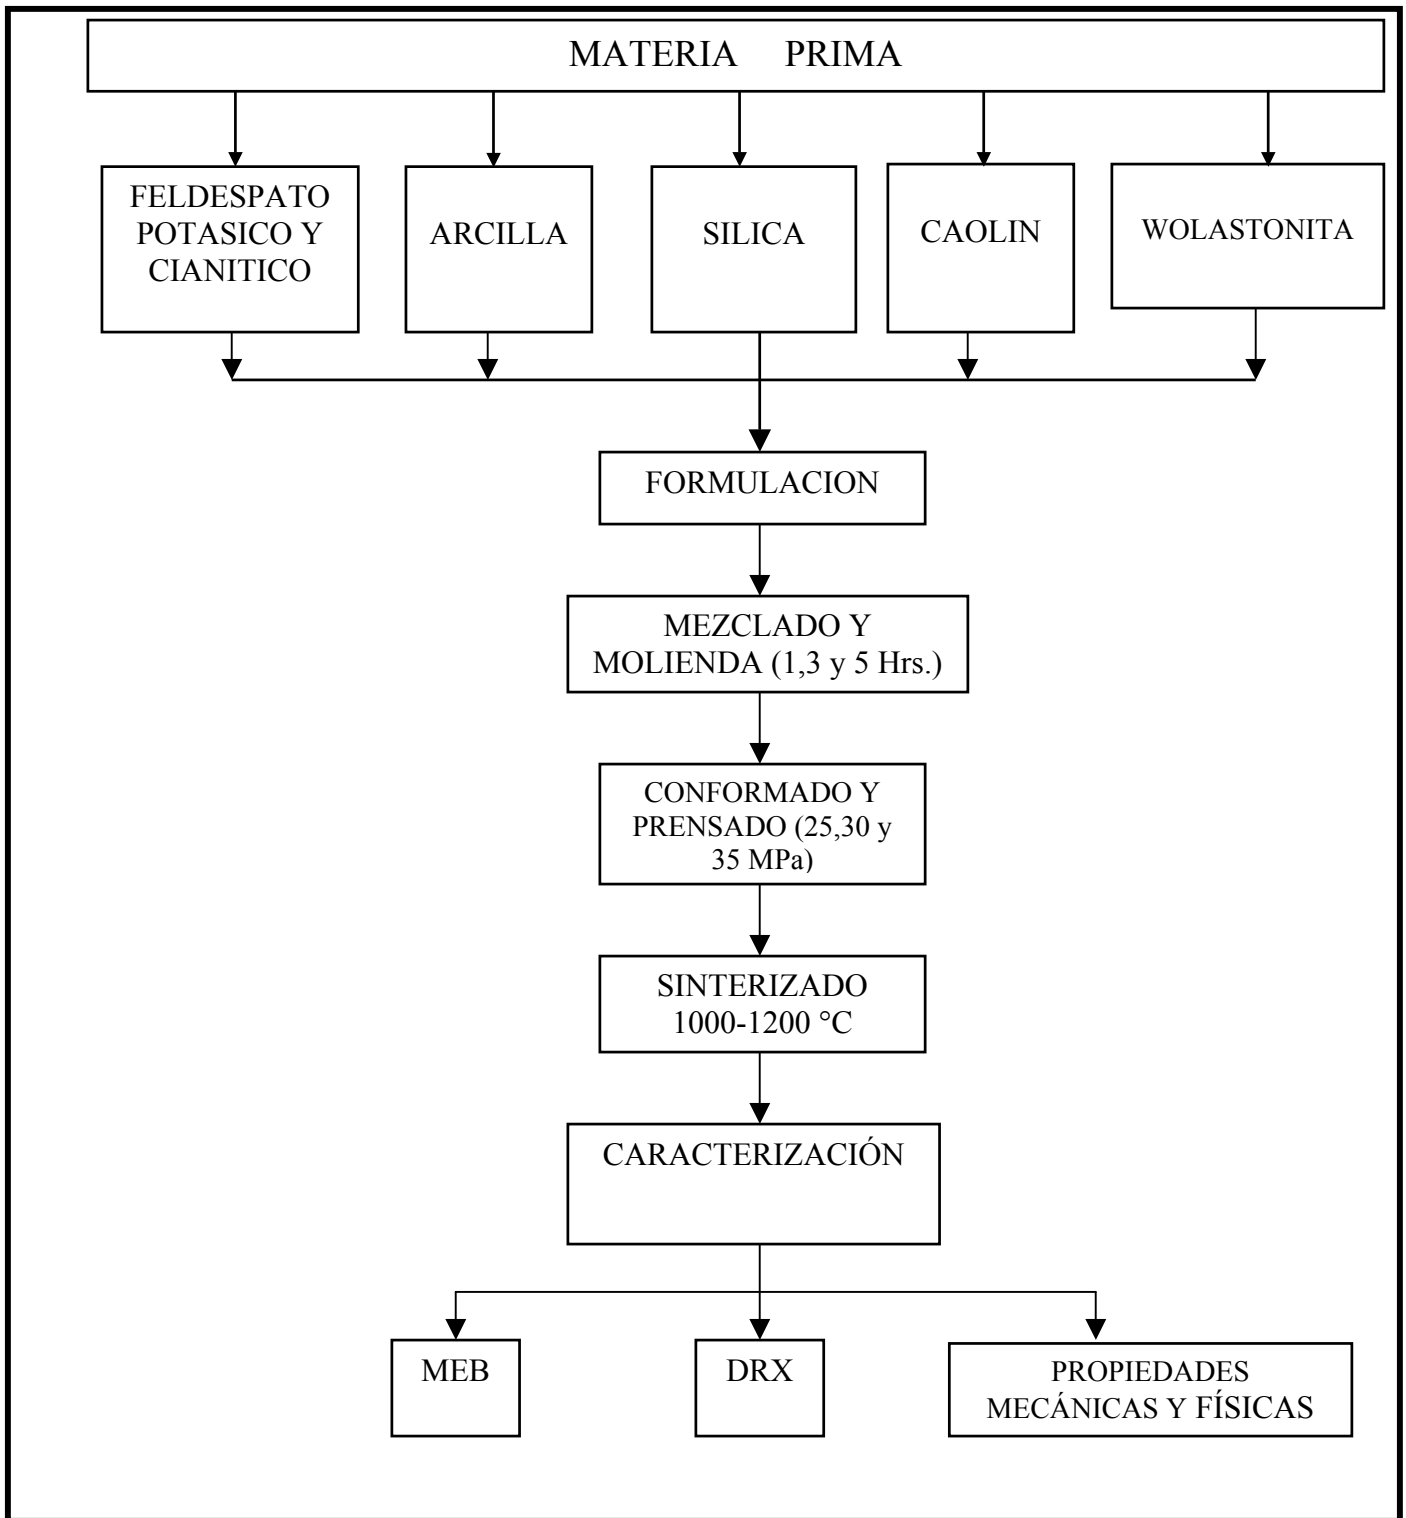 MATERIA PRIMA
FELDESPATO
POTASICO Y
CIANITICO
ARCILLA
SILICA
CAOLIN
WOLASTONITA
FORMULACION
MEZCLADO Y
MOLIENDA (1,3 y 5 Hrs.)
CONFORMADO Y
PRENSADO (25,30 y
35 MPa)
SINTERIZADO
1000-1200 °C
CARACTERIZACIÓN
MEB
DRX
PROPIEDADES
MECÁNICAS Y FÍSICAS